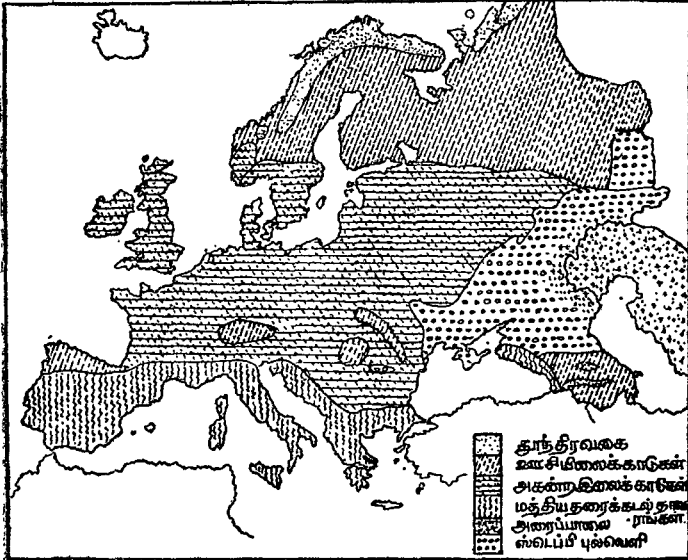 தூந்திரவகை
ஊசியிலைக்காடுகள்
அகன்றஇலைக்காடுகள்
மத்தியதரைக்கடல் தாவ
அரைப்பாலை ரங்கள்.
ஸ்டெப்பி புல்வெளி